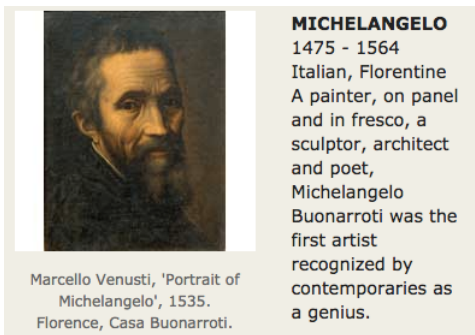 MICHELANGELO
1475 - 1564
Italian, Florentine
A painter, on panel
and in fresco, a
sculptor, architect
and poet,
Michelangelo
Buonarroti was the
first artist
recognized by
contemporaries as
a genius.
Marcello Venusti, 'Portrait of
Michelangelo', 1535.
Florence, Casa Buonarroti.